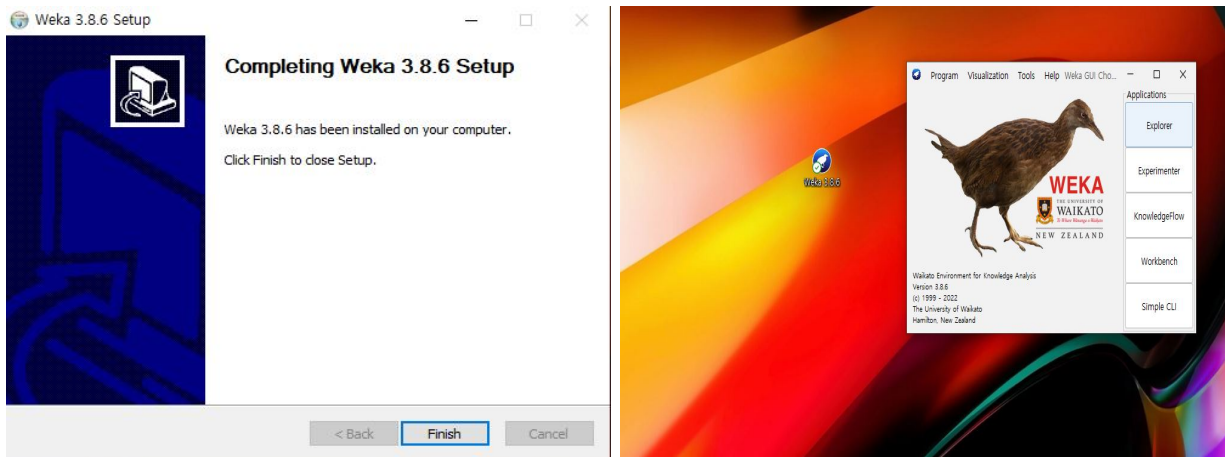 Weka 3.8.6 Setup
Completing Weka 3.8.6 Setup
Weka 3.8.6 has been installed on your computer.
Click Finish to close Setup.
< Back
Finish
Cancel
Weka 3.8.6
Program Visualization Tools Help Weka GUI Cho...
Applications
Explorer
Experimenter
KnowledgeFlow
Workbench
Simple CLI
WEKA
THE UNIVERSITY OF
WAIKATO
NEW ZEALAND
Waikato Environment for Knowledge Analysis
Version 3.8.6
(c) 1999 - 2022
The University of Waikato
Hamilton, New Zealand